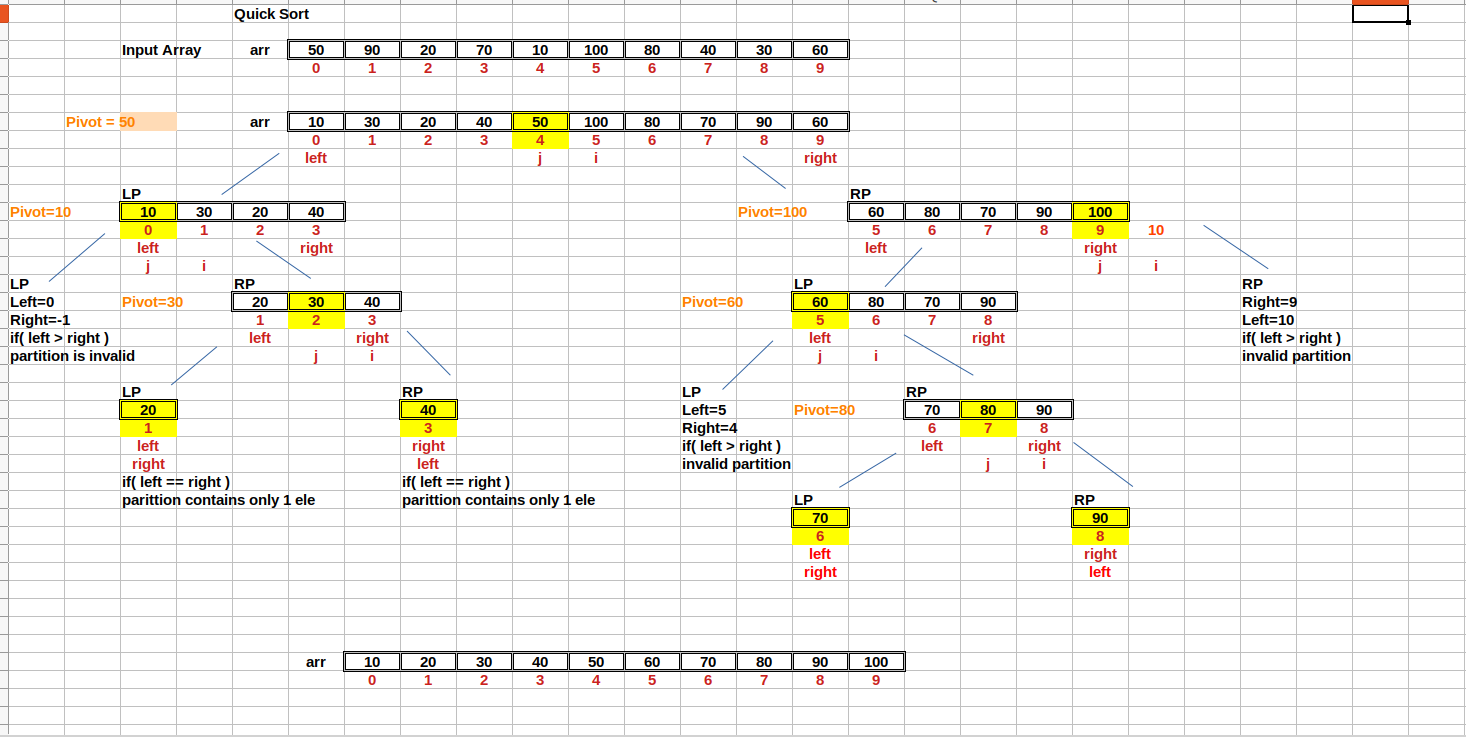 Quick Sort
Input Array arr 50 90 20 70 10 100 80 40 30 60
0 1 2 3 4 5 6 7 8 9
Pivot = 50 arr 10 30 20 40 50 100 80 70 90 60
0 1 2 3 4 5 6 7 8 9
left j i right
LP RP
Pivot=10 10 30 20 40 Pivot=100 60 80 70 90 100
0 1 2 3 5 6 7 8 9 10
left right left right
j i j i
LP RP LP RP
Left=0 Pivot=30 20 30 40 Pivot=60 60 80 70 90 Right=9
Right=-1 1 2 3 5 6 7 8 Left=10
if( left > right ) left right left right if( left > right )
partition is invalid j i j i invalid partition
LP RP LP RP
20 40 Left=5 Pivot=80 70 80 90
1 3 Right=4 6 7 8
left right if( left > right ) left right
right left invalid partition j i
if( left == right ) if( left == right )
parittion contains only 1 ele parittion contains only 1 ele LP RP
70 90
6 8
left right
right left
arr 10 20 30 40 50 60 70 80 90 100
0 1 2 3 4 5 6 7 8 9